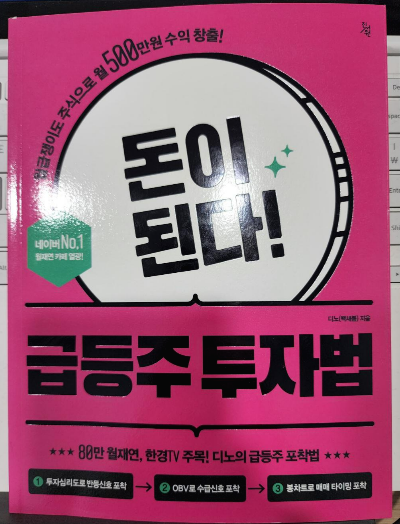 월급쟁이도 주식으로 월 500만원 수익 창출!
돈이
된다!
네이버 No.1
월재연 카페 열광!
디노(백새봄) 지음
급등주 투자법
★★★ 80만 월재연, 한경TV 주목! 디노의 급등주 포착법 ★★★
1 투자심리도로 반등신호 포착 → 2 OBV로 수급신호 포착 → 3 봉차트로 매매 타이밍 포착